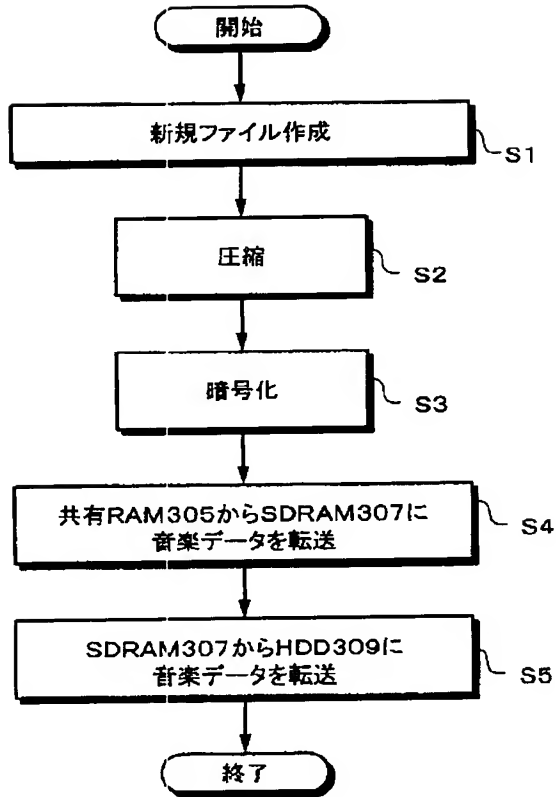 開始
新規ファイル作成
S1
圧縮
S2
暗号化
S3
共有RAM305からSDRAM307に
音楽データを転送
S4
SDRAM307からHDD309に
音楽データを転送
S5
終了